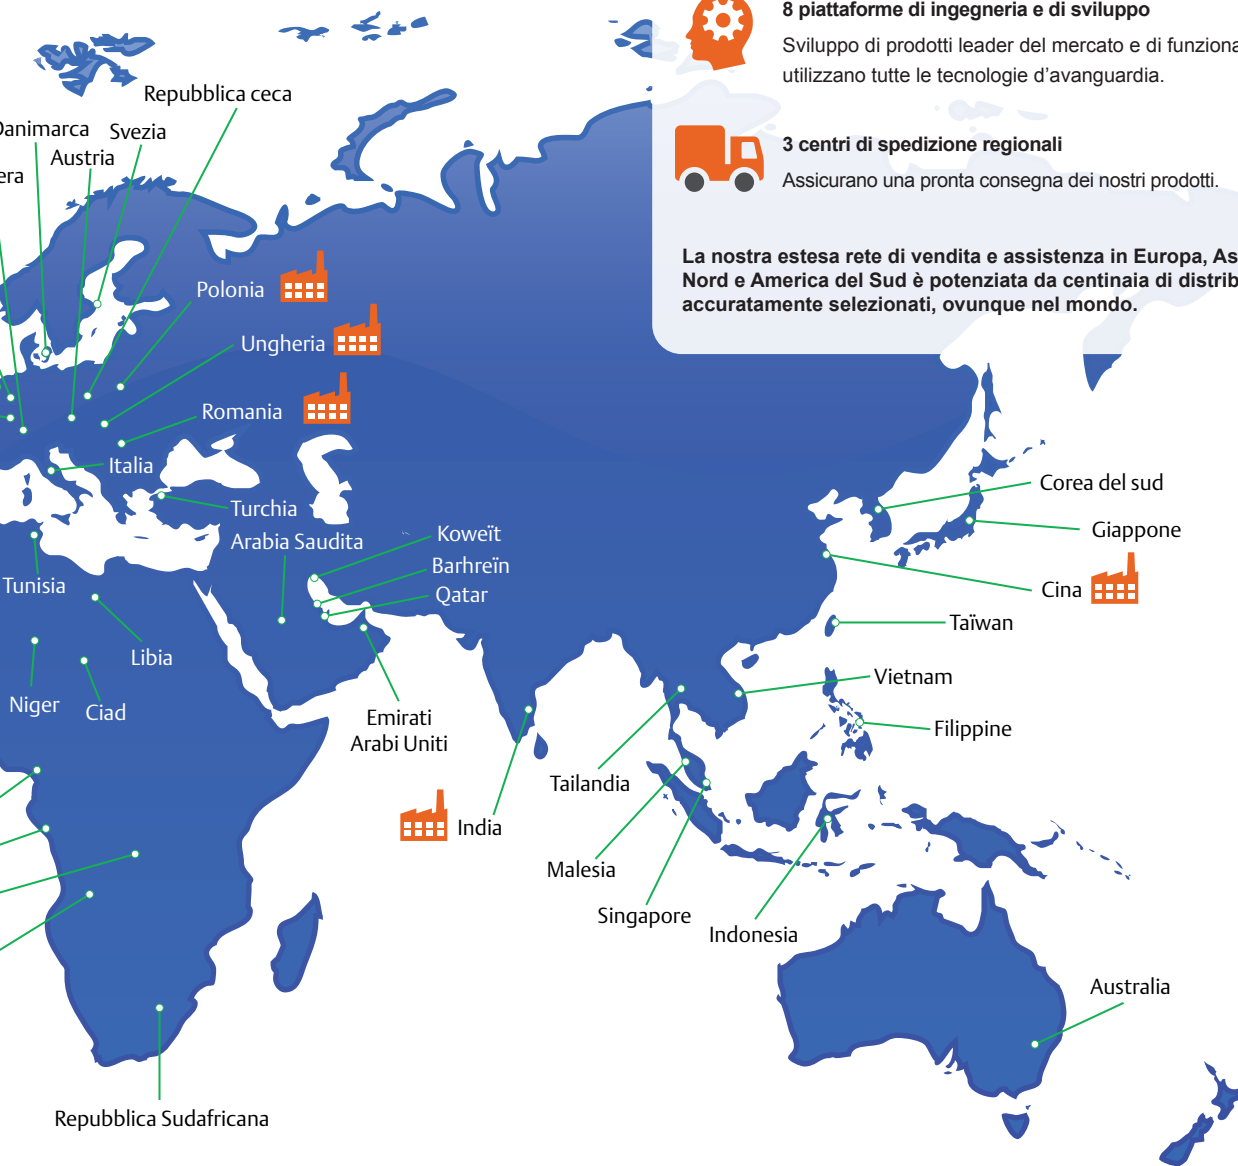 8 piattaforme di ingegneria e di sviluppo
Sviluppo di prodotti leader del mercato e di
utilizzano tutte le tecnologie d'avanguardia.
3 centri di spedizione regionali
Assicurano una pronta consegna dei nostri prodotti.
La nostra estesa rete di vendita e assistenza in Europa,
Nord e America del Sud è potenziata da centinaia di
accuratamente selezionati, ovunque nel mondo.
Repubblica ceca
Danimarca
Svezia
Austria
Polonia
Ungheria
Romania
Italia
Turchia
Arabia Saudita
Koweït
Barhreïn
Qatar
Tunisia
Libia
Niger
Ciad
Emirati
Arabi Uniti
India
Corea del sud
Giappone
Cina
Taïwan
Vietnam
Filippine
Tailandia
Malesia
Singapore
Indonesia
Australia
Repubblica Sudafricana